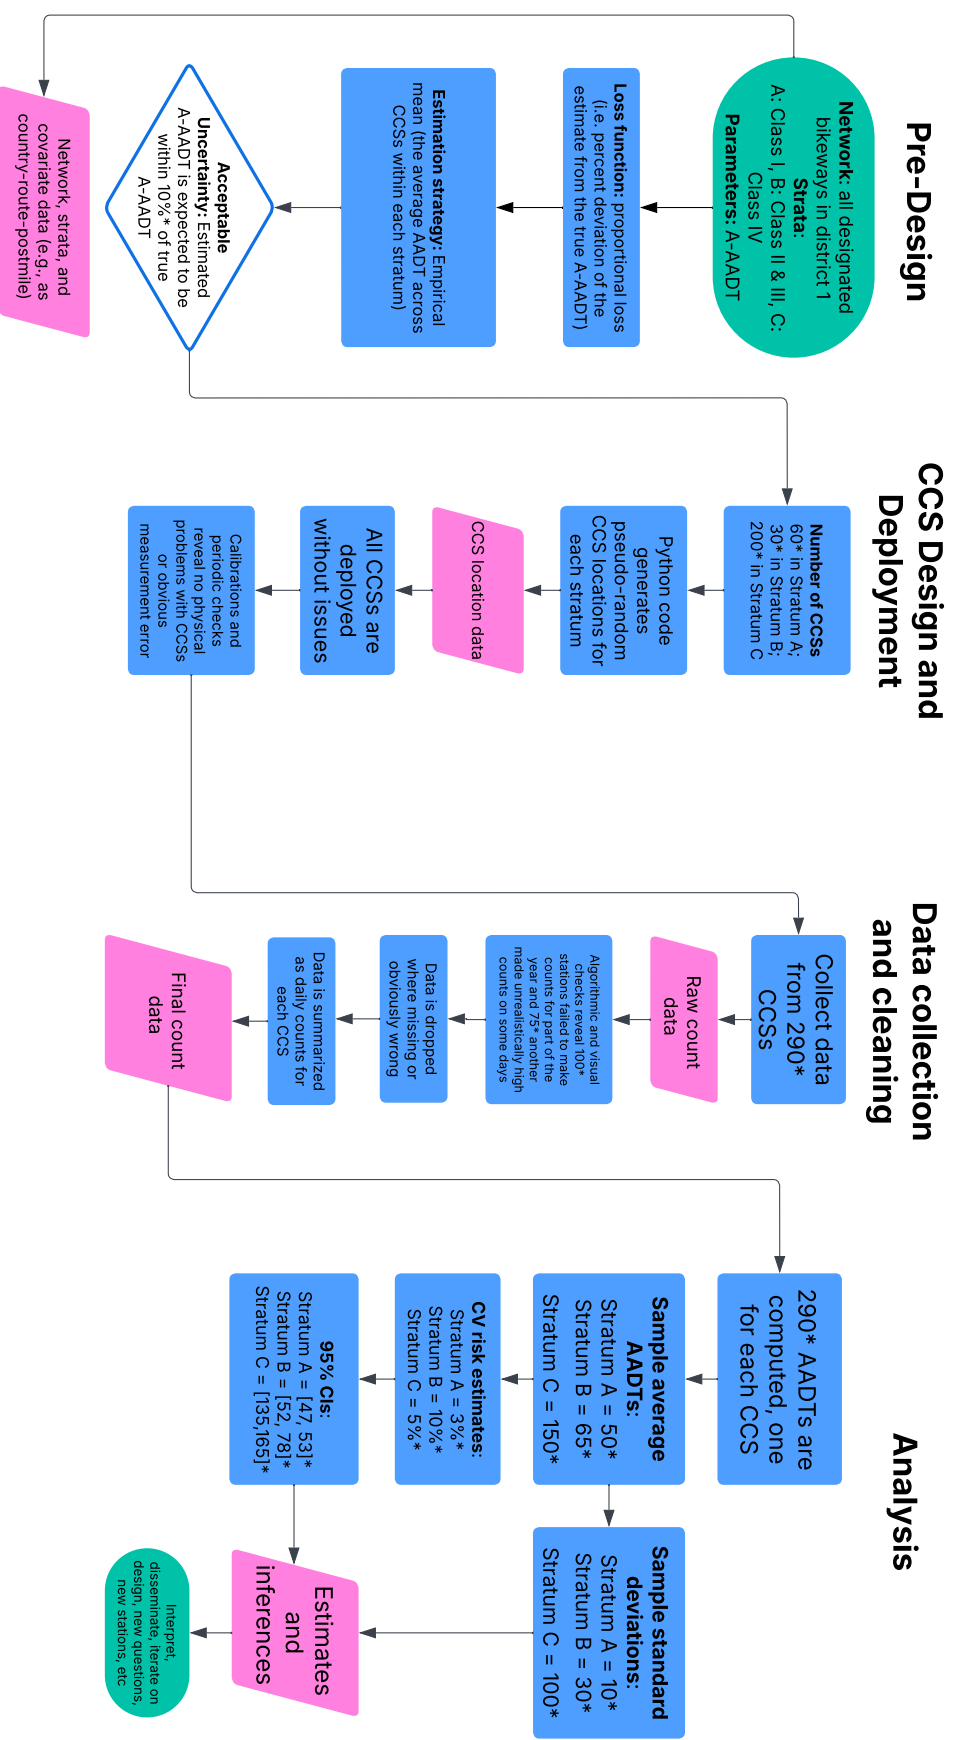 Pre-Design
Network: all designated
bikeways in district 1
Strata:
A: Class I, B: Class II & III, C:
Class IV
Parameters: A-AADT
Loss function: proportional loss
(i.e. percent deviation of the
estimate from the true A-AADT)
Estimation strategy: Empirical
mean (the average AADT across
CCSs within each stratum)
Acceptable
Uncertainty: Estimated
A-AADT is expected to be
within 10%* of true
A-AADT
Network, strata, and
covariate data (e.g., as
country-route-postmile)
CCS Design and
Deployment
Number of CCSs
60* in Stratum A;
30* in Stratum B;
200* in Stratum C
Python code
generates
pseudo-random
CCS locations for
each stratum
CCS location data
All CCSs are
deployed
without issues
Calibrations and
periodic checks
reveal no physical
problems with CCSs
or obvious
measurement error
Data collection
and cleaning
Collect data
from 290*
CCSs
Raw count
data
Algorithmic and visual
checks reveal 100*
stations failed to make
counts for part of the
year and 75* another
made unrealistically high
counts on some days
Data is dropped
where missing or
obviously wrong
Data is summarized
as daily counts for
each CCS
Final count
data
Analysis
290* AADTs are
computed, one
for each CCS
Sample average
AADTs:
Stratum A = 50*
Stratum B = 65*
Stratum C = 150*
Sample standard
deviations:
Stratum A = 10*
Stratum B = 30*
Stratum C = 100*
CV risk estimates:
Stratum A = 3%*
Stratum B = 10%*
Stratum C = 5%*
95% CIs:
Stratum A = [47, 53]*
Stratum B = [52, 78]*
Stratum C = [135,165]*
Estimates
and
inferences
Interpret,
disseminate, iterate on
design, new questions,
new stations, etc